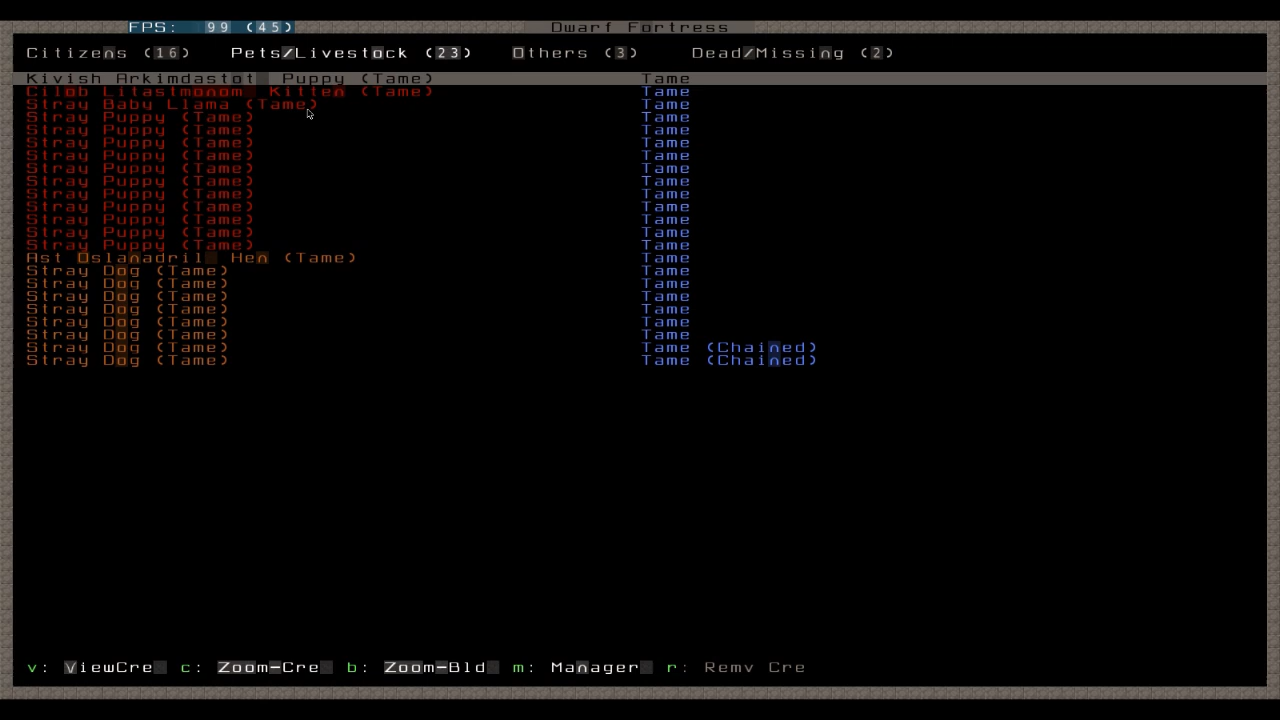 FPS: 99 (45) Dwarf Fortress
Citizens (16) Pets/Livestock (23) Others (3) Dead/Missing (2)
Kivish Arkimdastot Puppy (Tame) Tame
Cilob Litastmonom Kitten (Tame) Tame
Stray Baby Llama (Tame) Tame
Stray Puppy (Tame) Tame
Stray Puppy (Tame) Tame
Stray Puppy (Tame) Tame
Stray Puppy (Tame) Tame
Stray Puppy (Tame) Tame
Stray Puppy (Tame) Tame
Stray Puppy (Tame) Tame
Stray Puppy (Tame) Tame
Stray Puppy (Tame) Tame
Stray Puppy (Tame) Tame
Stray Puppy (Tame) Tame
Ast Oslanadril Hen (Tame) Tame
Stray Dog (Tame) Tame
Stray Dog (Tame) Tame
Stray Dog (Tame) Tame
Stray Dog (Tame) Tame
Stray Dog (Tame) Tame
Stray Dog (Tame) Tame
Stray Dog (Tame) Tame (Chained)
Stray Dog (Tame) Tame (Chained)
v: ViewCre c: Zoom-Cre b: Zoom-Bld m: Manager r: Remv Cre